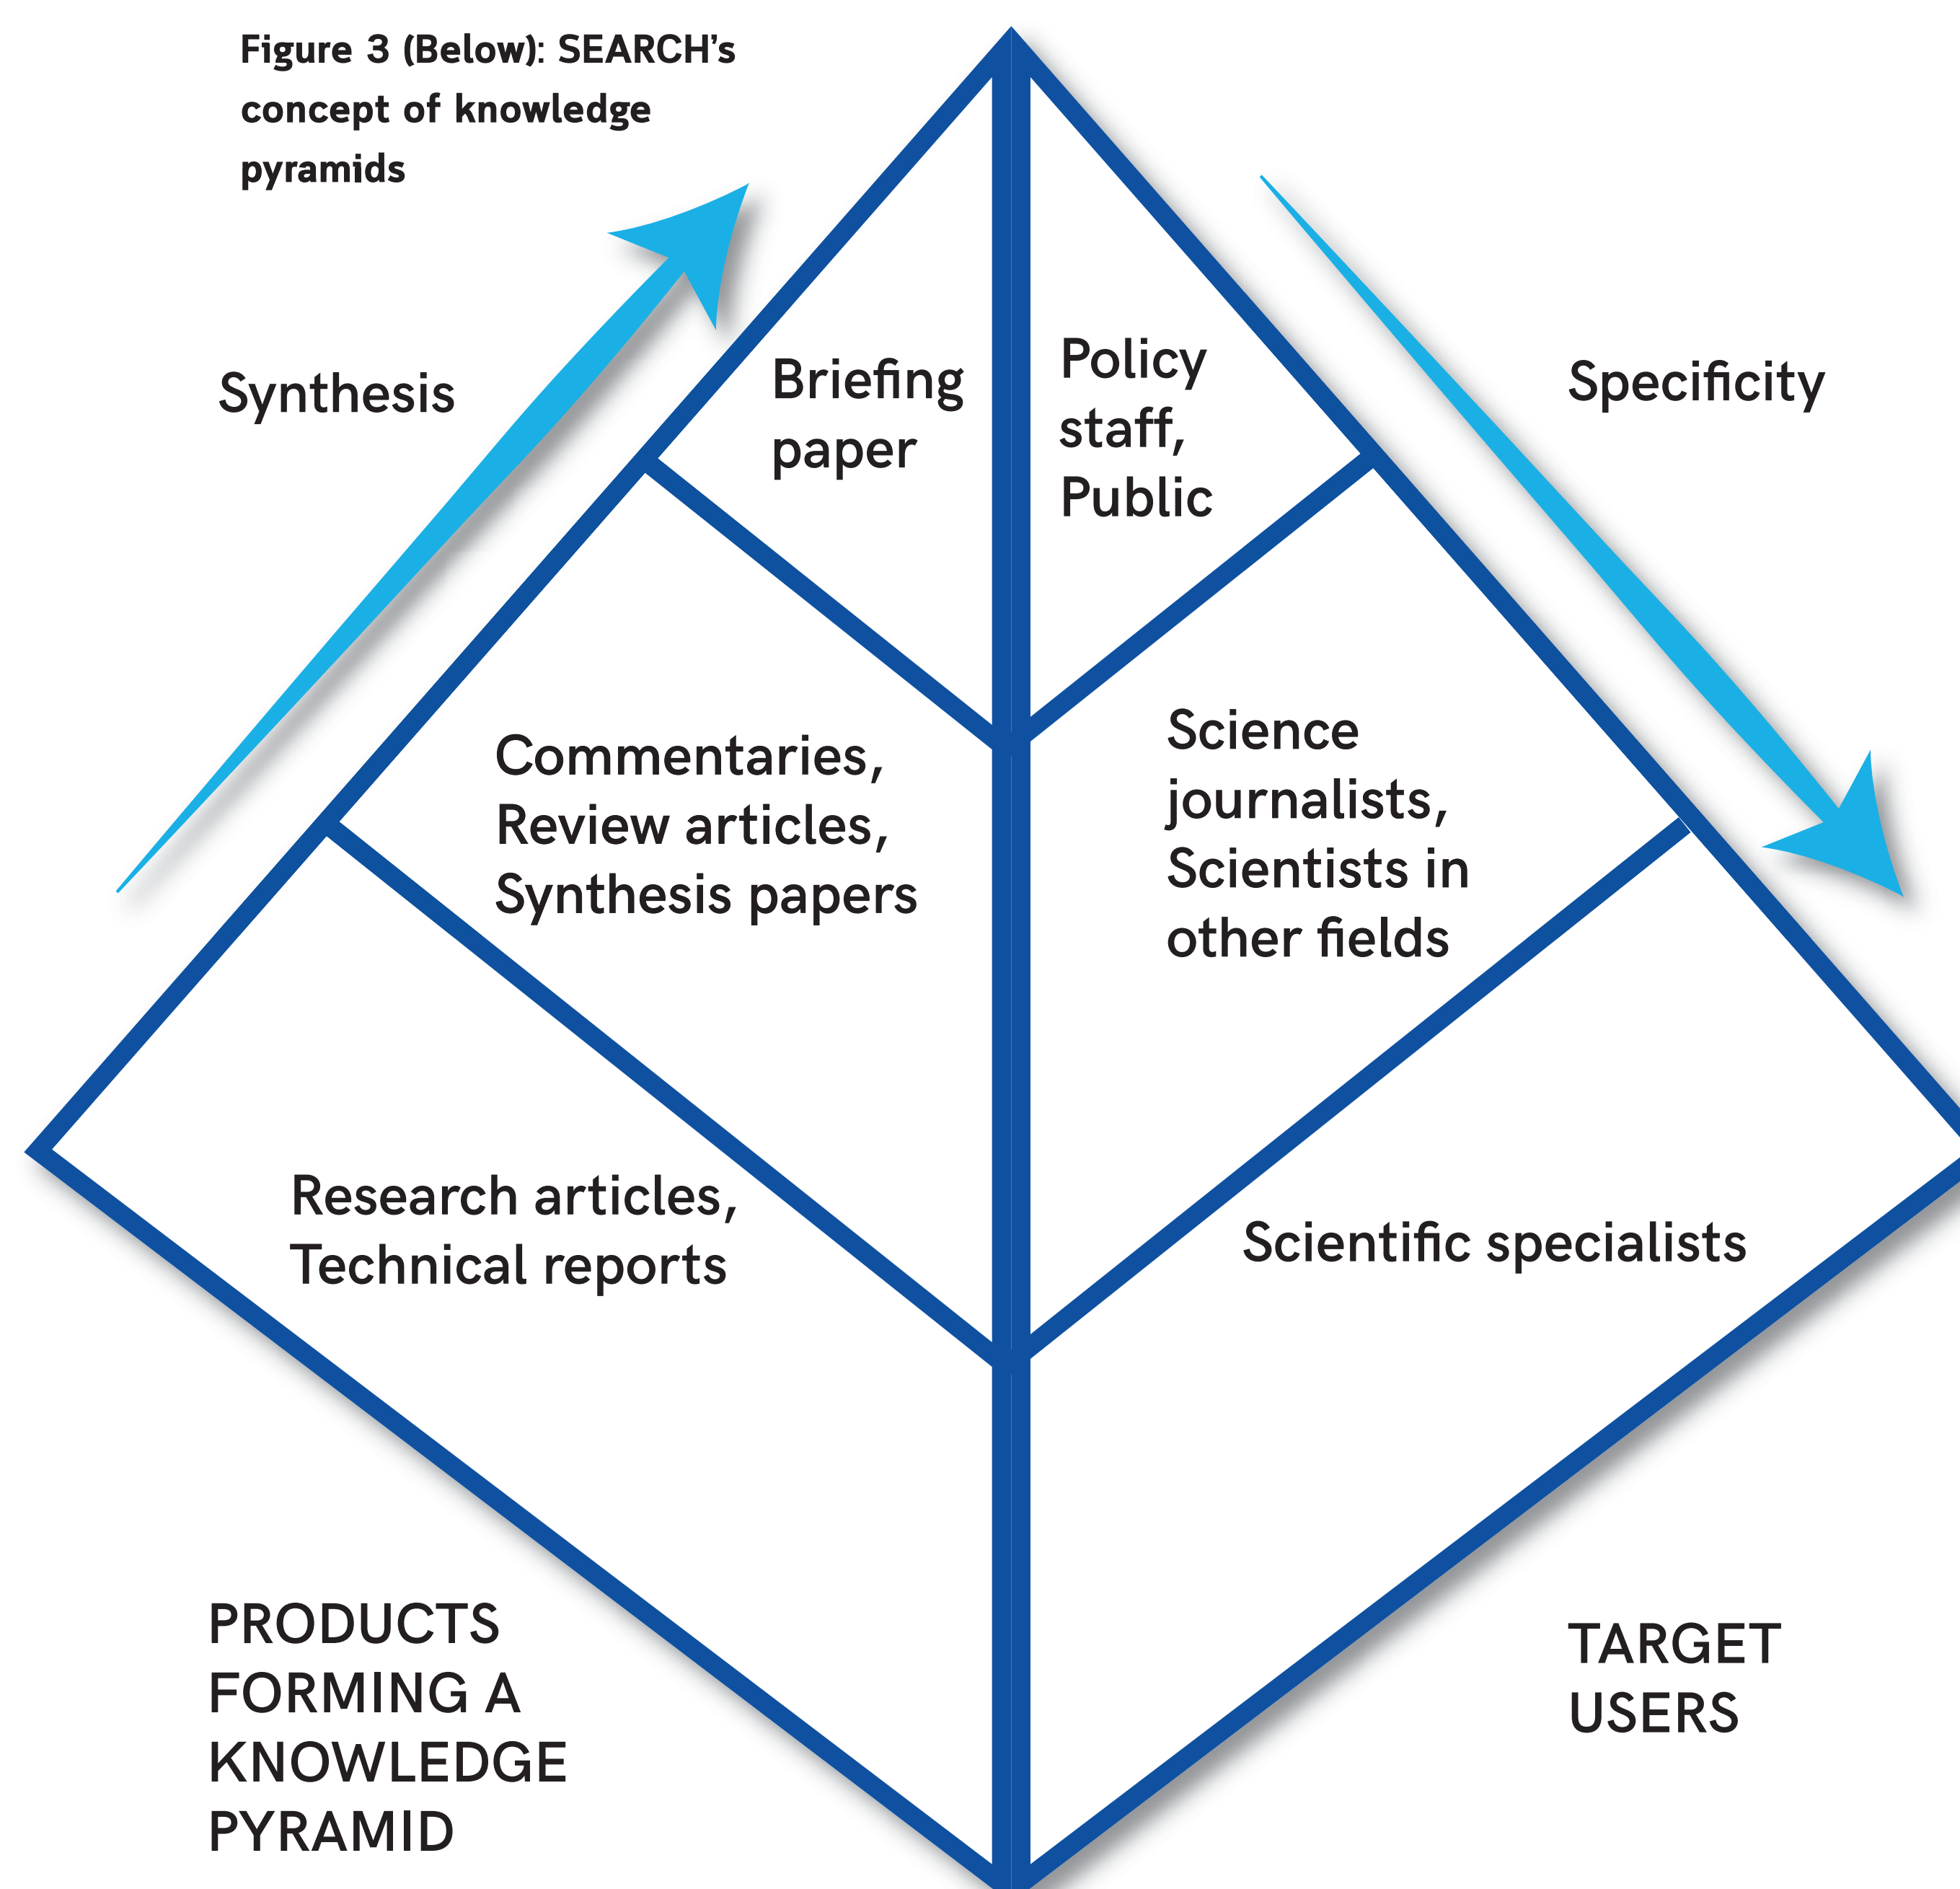 Figure 3 (Below): SEARCH's
concept of knowledge
pyramids
Synthesis
Briefing
paper
Policy
staff,
Public
Specificity
Commentaries,
Review articles,
Synthesis papers
Science
journalists,
Scientists in
other fields
Research articles,
Technical reports
Scientific specialists
PRODUCTS
FORMING A
KNOWLEDGE
PYRAMID
TARGET
USERS